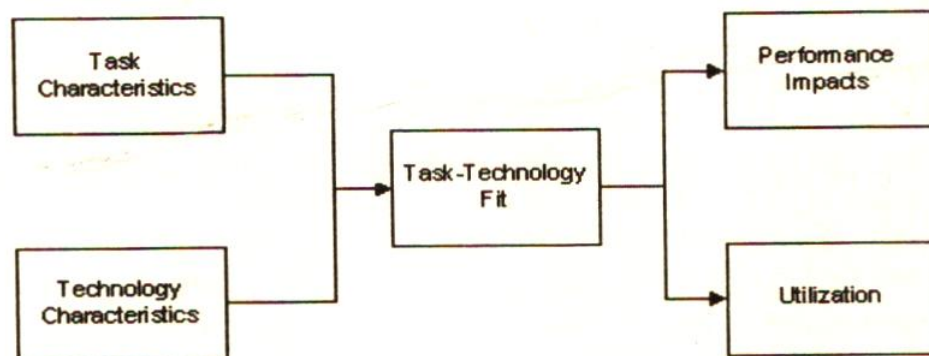 Task
Characteristics
Technology
Characteristics
Task-Technology
Fit
Performance
Impacts
Utilization